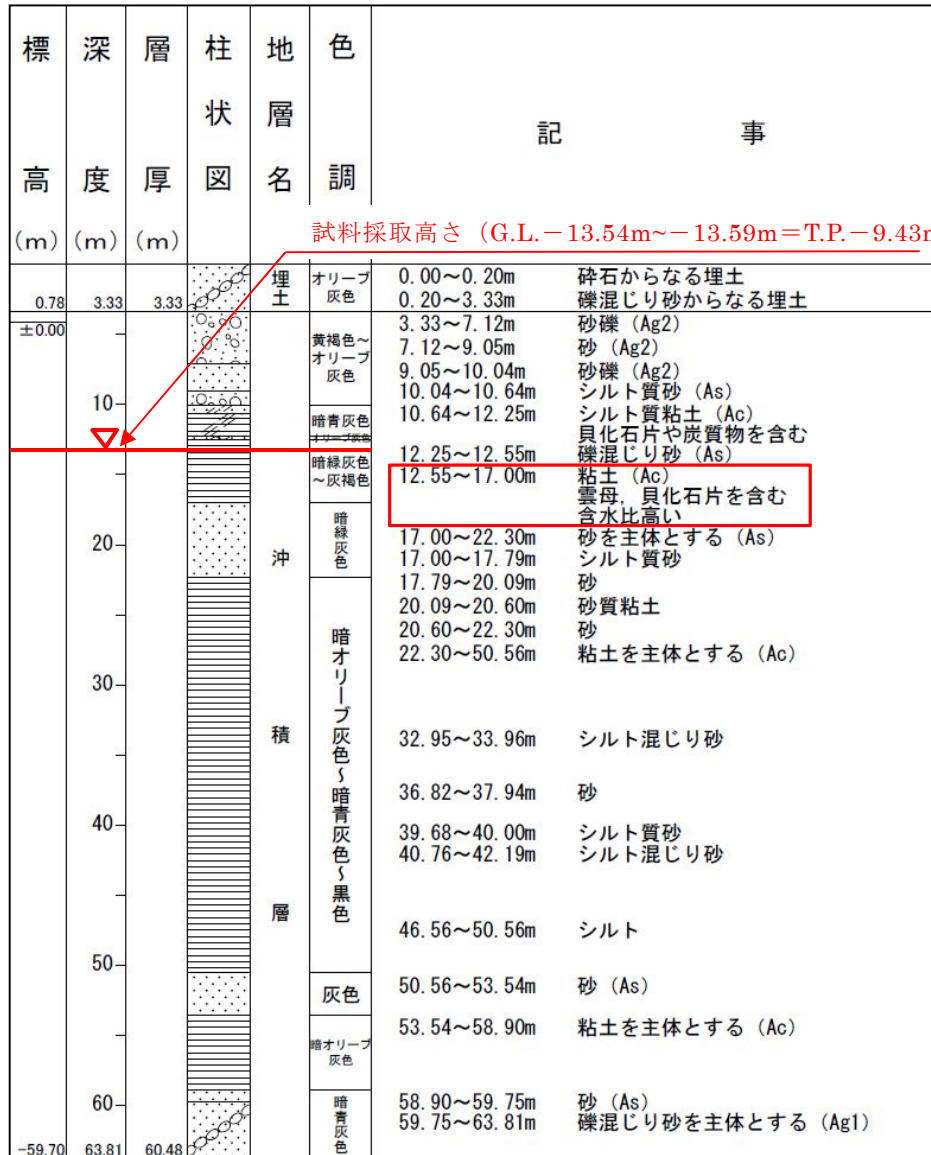 標高(m) 深度(m) 層厚(m) 柱状図 地層名 色調 記事
試料採取高さ（G.L.－13.54m~－13.59m＝T.P.－9.43m
0.78 3.33 3.33 埋土 オリーブ灰色
0.00～0.20m 砕石からなる埋土
0.20～3.33m 礫混じり砂からなる埋土
±0.00
沖積層
黄褐色～オリーブ灰色
3.33～7.12m 砂礫（Ag2）
7.12～9.05m 砂（Ag2）
9.05～10.04m 砂礫（Ag2）
10
10.04～10.64m シルト質砂（As）
暗青灰色
10.64～12.25m シルト質粘土（Ac）
貝化石片や炭質物を含む
オリーブ灰色
12.25～12.55m 礫混じり砂（As）
暗緑灰色～灰褐色
12.55～17.00m 粘土（Ac）
雲母，貝化石片を含む
含水比高い
暗緑灰色
17.00～22.30m 砂を主体とする（As）
17.00～17.79m シルト質砂
20
17.79～20.09m 砂
20.09～20.60m 砂質粘土
20.60～22.30m 砂
暗オリーブ灰色～暗青灰色～黒色
22.30～50.56m 粘土を主体とする（Ac）
30
32.95～33.96m シルト混じり砂
36.82～37.94m 砂
40
39.68～40.00m シルト質砂
40.76～42.19m シルト混じり砂
46.56～50.56m シルト
50
灰色
50.56～53.54m 砂（As）
暗オリーブ灰色
53.54～58.90m 粘土を主体とする（Ac）
60
暗青灰色
58.90～59.75m 砂（As）
59.75～63.81m 礫混じり砂を主体とする（Ag1）
-59.70 63.81 60.48